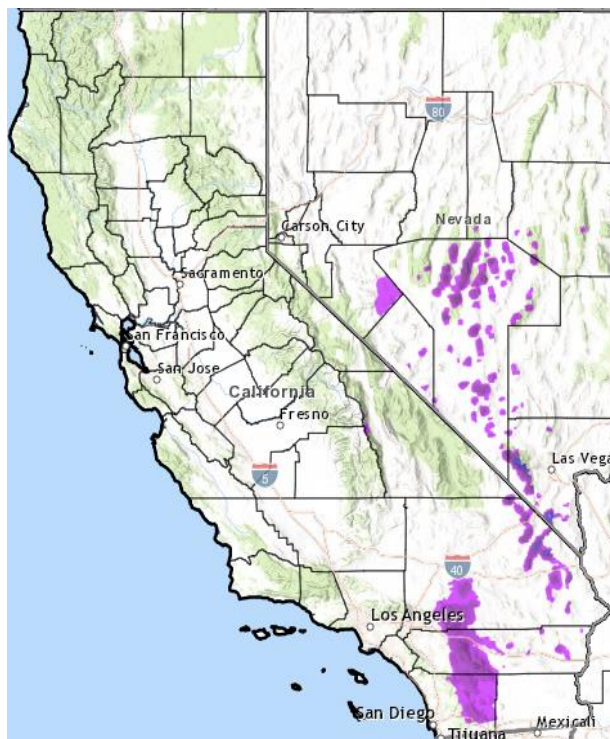 80
Nevada
Carson City
Sacramento
San Francisco
San Jose
California
Fresno
Las Vega
5
40
Los Angeles
San Diego
Mexicali
Tijuana